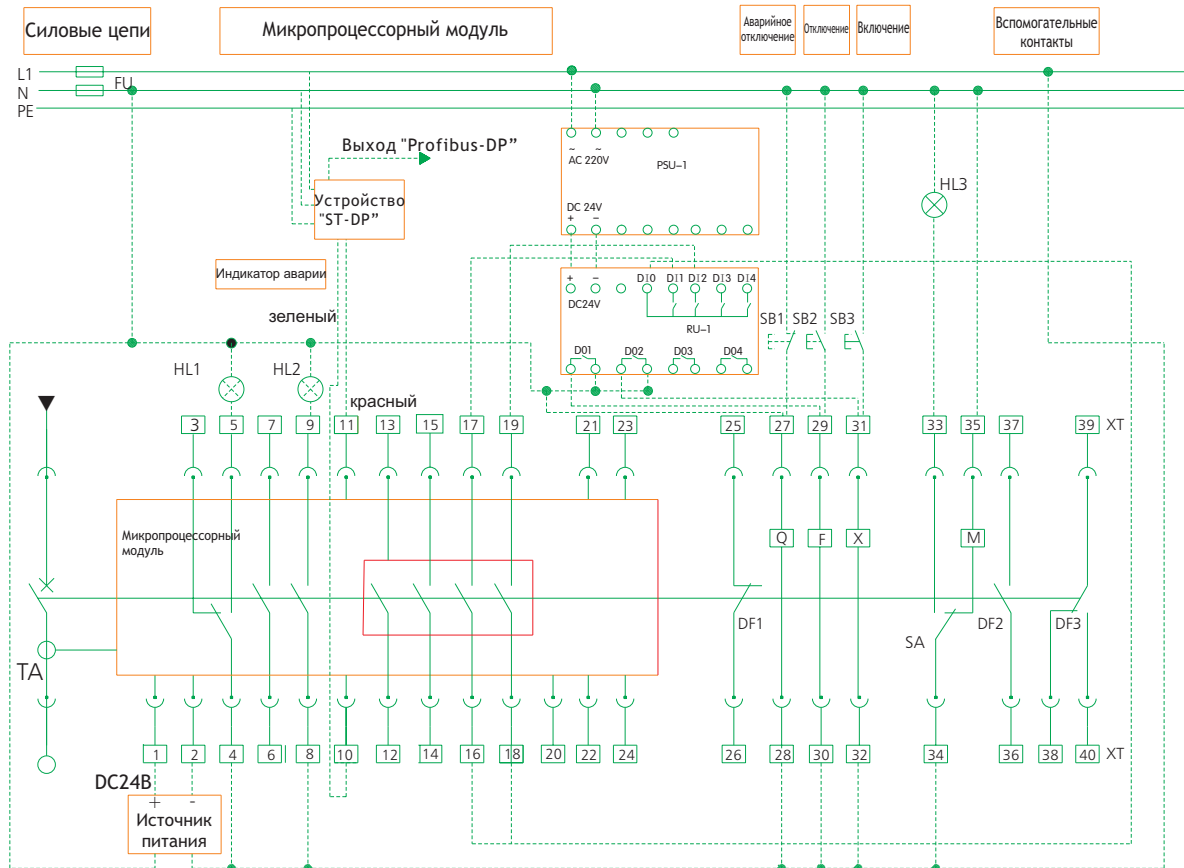 Силовые цепи
Микропроцессорный модуль
Аварийное
отключение
Отключение
Включение
Вспомогательные
контакты
L1
FU
N
PE
Выход "Profibus-DP”
~ ~
AC 220V
PSU–1
DC 24V
+ –
Устройство
"ST-DP”
HL3
Индикатор аварии
+ –
DI0 DI1 DI2 DI3 DI4
DC24V
RU–1
зеленый
SB1 SB2 SB3
D01 D02 D03 D04
HL1 HL2
красный
3 5 7 9 11 13 15 17 19 21 23 25 27 29 31 33 35 37 39 XT
Микропроцессорный
модуль
Q F X M
DF1 SA DF2 DF3
TA
1 2 4 6 8 10 12 14 16 18 20 22 24 26 28 30 32 34 36 38 40 XT
DC24B
+ -
Источник
питания